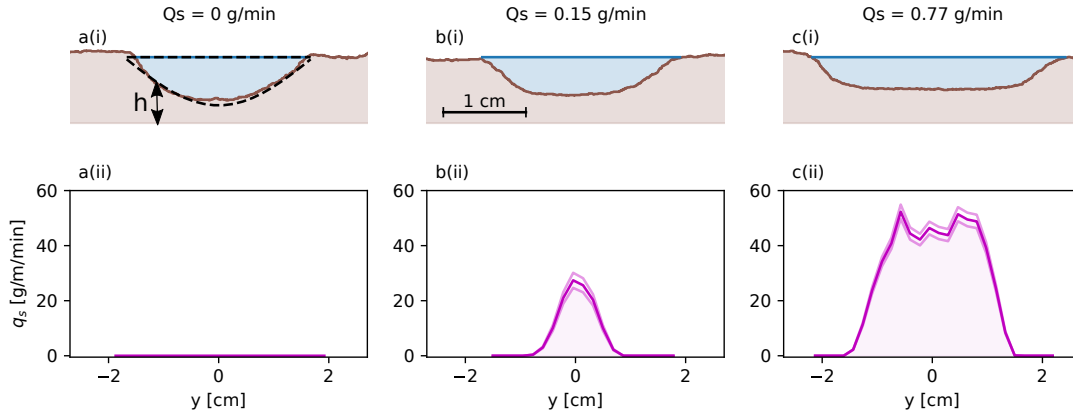 Qs = 0 g/min
Qs = 0.15 g/min
Qs = 0.77 g/min
a(i)
b(i)
c(i)
h
1 cm
a(ii)
b(ii)
c(ii)
q_s [g/m/min]
60
40
20
0
60
40
20
0
60
40
20
0
−2
0
2
−2
0
2
−2
0
2
y [cm]
y [cm]
y [cm]